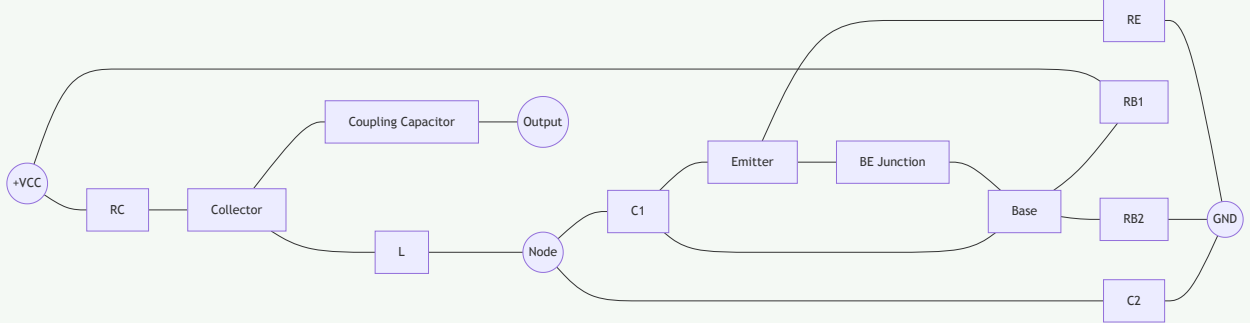 RE
RB1
Coupling Capacitor
Output
Emitter
BE Junction
+VCC
RC
Collector
C1
Base
RB2
GND
L
Node
C2